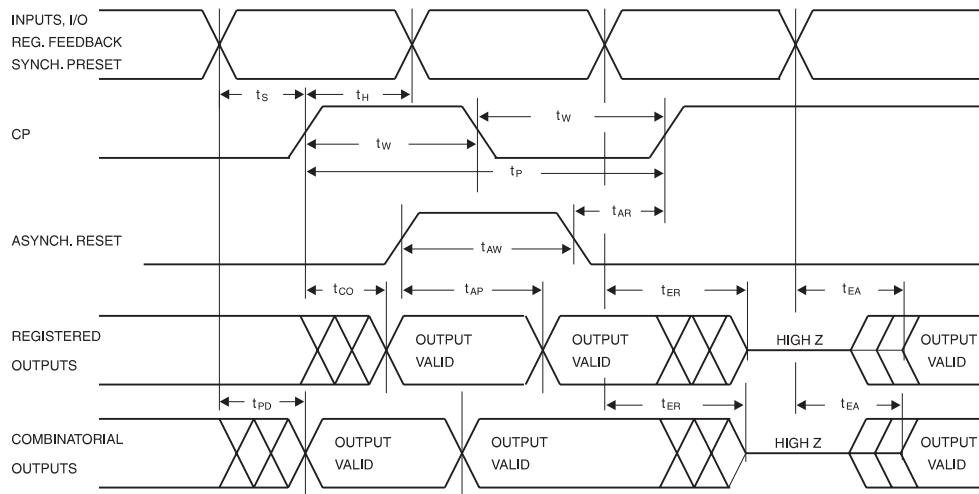 INPUTS, I/O
REG. FEEDBACK
SYNCH. PRESET
tS
tH
CP
tW
tW
tP
tAR
ASYNCH. RESET
tAW
tCO
tAP
tER
tEA
REGISTERED
OUTPUTS
OUTPUT
VALID
OUTPUT
VALID
HIGH Z
OUTPUT
VALID
tPD
tER
tEA
COMBINATORIAL
OUTPUTS
OUTPUT
VALID
OUTPUT
VALID
HIGH Z
OUTPUT
VALID